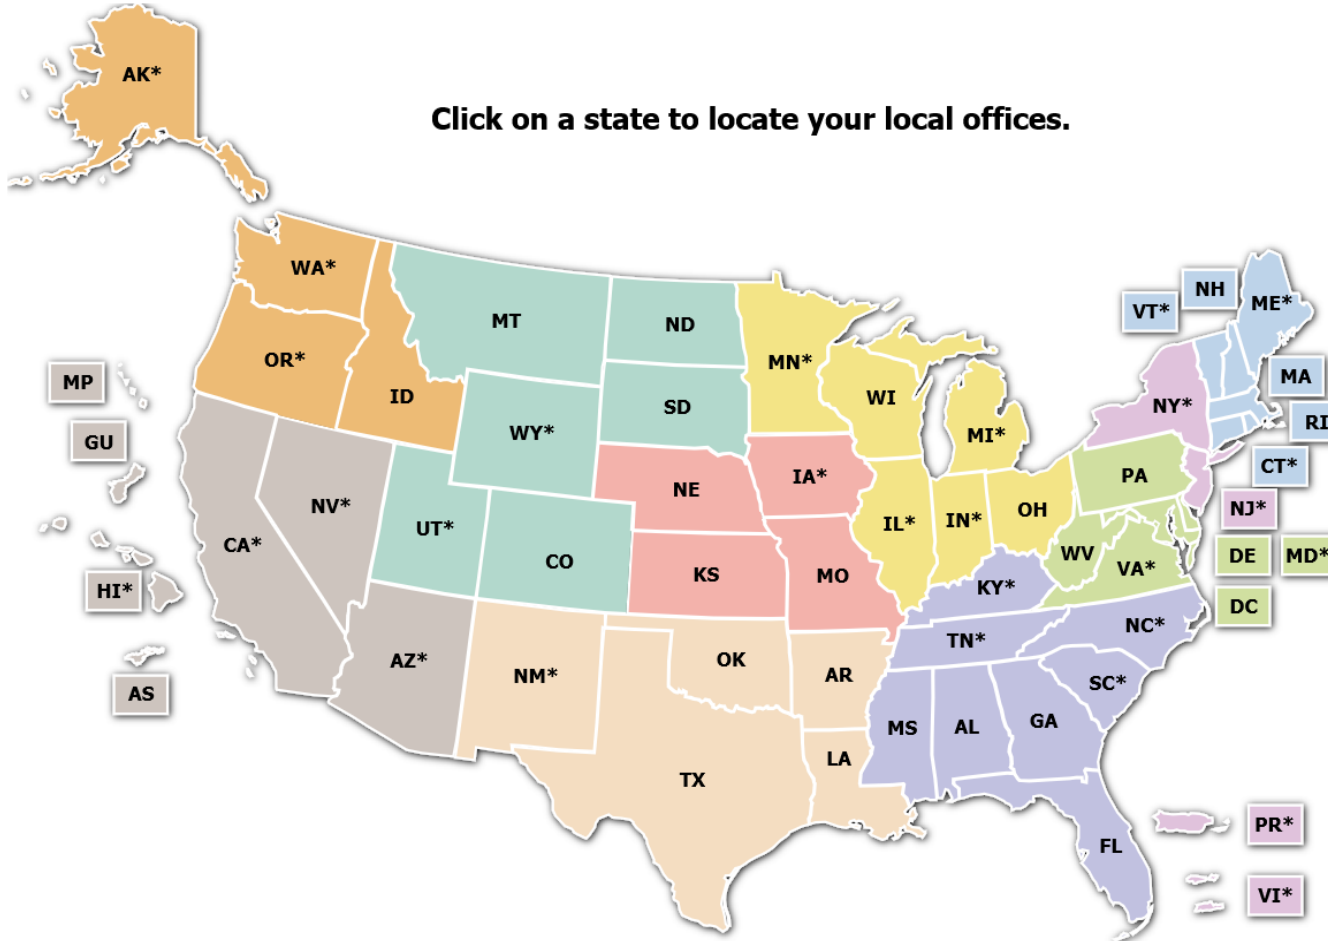 AK*
Click on a state to locate your local offices.
WA*
MT
ND
MN*
OR*
ID
WY*
SD
WI
MI*
NY*
VT*
NH
ME*
MA
RI
CT*
MP
GU
HI*
AS
CA*
NV*
UT*
CO
NE
IA*
KS
MO
IL*
IN*
OH
PA
NJ*
WV
VA*
DE
MD*
DC
KY*
TN*
NC*
SC*
AZ*
NM*
OK
AR
TX
LA
MS
AL
GA
FL
PR*
VI*